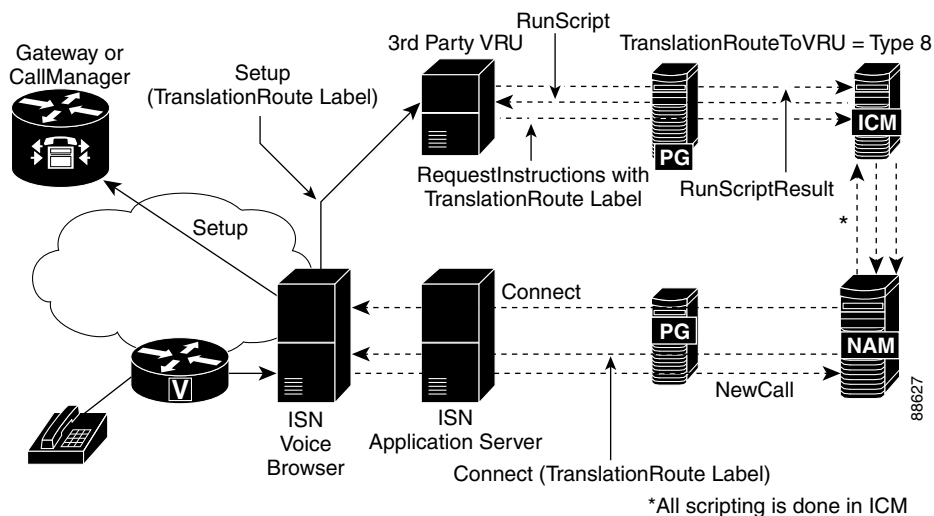 RunScript
3rd Party VRU
TranslationRouteToVRU = Type 8
Gateway or
CallManager
Setup
(TranslationRoute Label)
ICM
PG
RequestInstructions with
TranslationRoute Label
RunScriptResult
*
Setup
Connect
PG
NAM
V
NewCall
ISN
Voice
Browser
ISN
Application Server
Connect (TranslationRoute Label)
88627
*All scripting is done in ICM